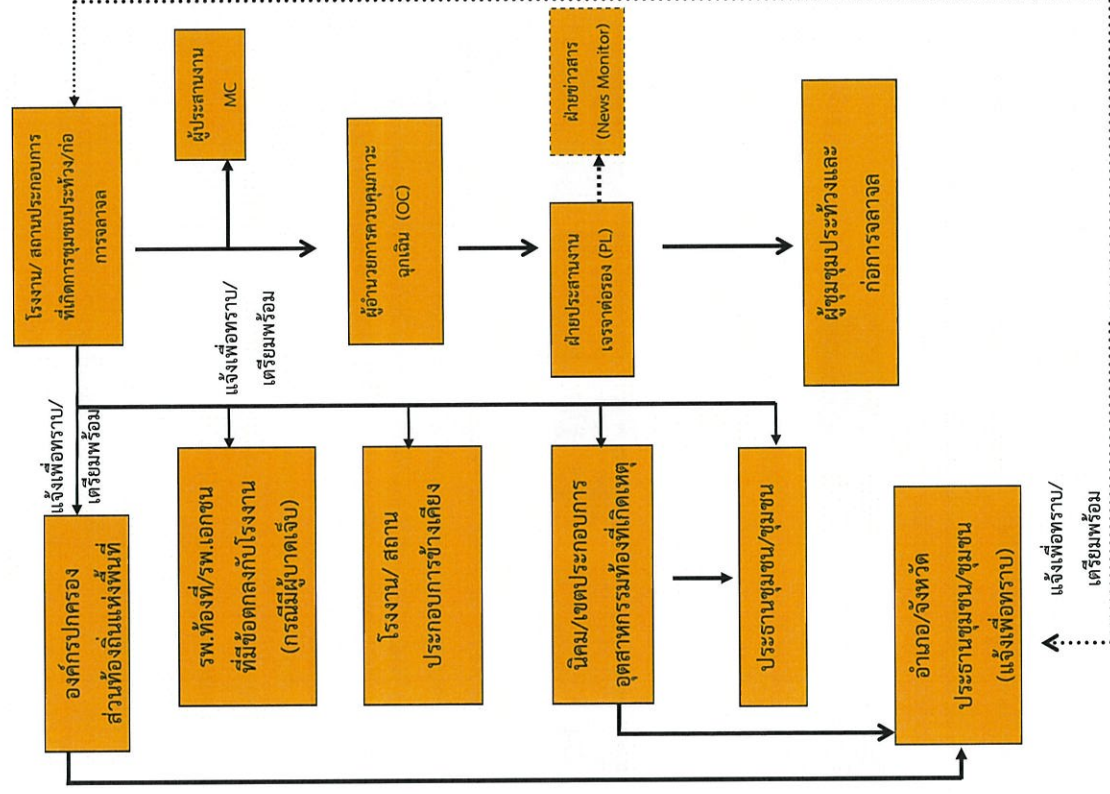 โรงงาน/ สถานประกอบการ
ที่เกิดการชุมชนประท้วง/ก่อ
การจลาจล
ผู้ประสานงาน
MC
ผู้อำนวยการควบคุมภาวะ
ฉุกเฉิน (OC)
ฝ่ายประสานงาน
เจรจาต่อรอง (PL)
ฝ่ายข่าวสาร
(News Monitor)
ผู้ชุมชุมประท้วงและ
ก่อการจลาจล
แจ้งเพื่อทราบ/
เตรียมพร้อม
แจ้งเพื่อทราบ/
เตรียมพร้อม
องค์กรปกครอง
ส่วนท้องถิ่นแห่งพื้นที่
รพ.ท้องที่/รพ.เอกชน
ที่มีข้อตกลงกับโรงงาน
(กรณีมีผู้บาดเจ็บ)
โรงงาน/ สถาน
ประกอบการข้างเคียง
นิคม/เขตประกอบการ
อุตสาหกรรมท้องที่เกิดเหตุ
ประธานชุมชน/ชุมชน
อำเภอ/จังหวัด
ประธานชุมชน/ชุมชน
(แจ้งเพื่อทราบ)
แจ้งเพื่อทราบ/
เตรียมพร้อม